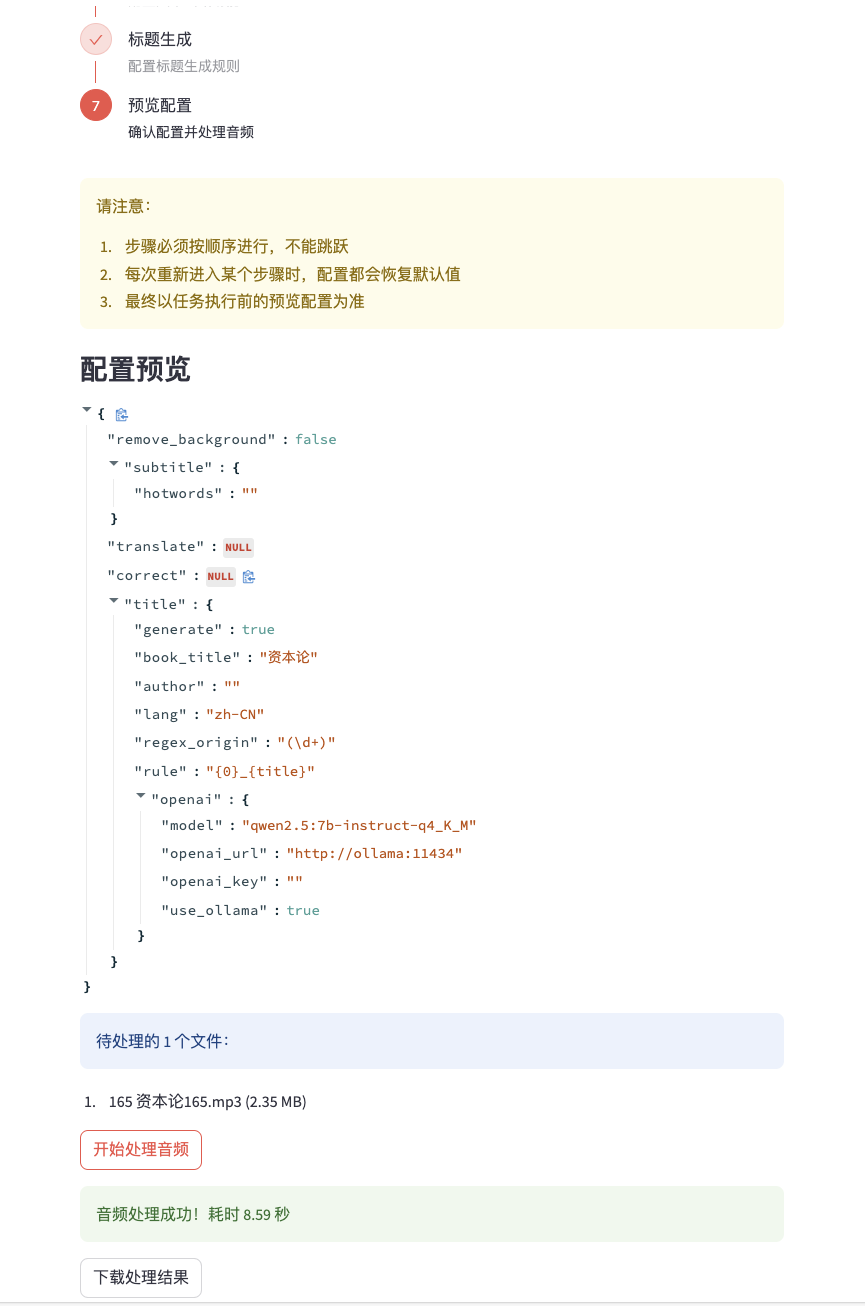 标题生成
配置标题生成规则
7
预览配置
确认配置并处理音频
请注意：
1. 步骤必须按顺序进行，不能跳跃
2. 每次重新进入某个步骤时，配置都会恢复默认值
3. 最终以任务执行前的预览配置为准
配置预览
{
"remove_background" : false
"subtitle" : {
"hotwords" : ""
}
"translate" : NULL
"correct" : NULL
"title" : {
"generate" : true
"book_title" : "资本论"
"author" : ""
"lang" : "zh-CN"
"regex_origin" : "(\d+)"
"rule" : "{0}_{title}"
"openai" : {
"model" : "qwen2.5:7b-instruct-q4_K_M"
"openai_url" : "http://ollama:11434"
"openai_key" : ""
"use_ollama" : true
}
}
}
待处理的 1 个文件：
1. 165 资本论165.mp3 (2.35 MB)
开始处理音频
音频处理成功！耗时 8.59 秒
下载处理结果